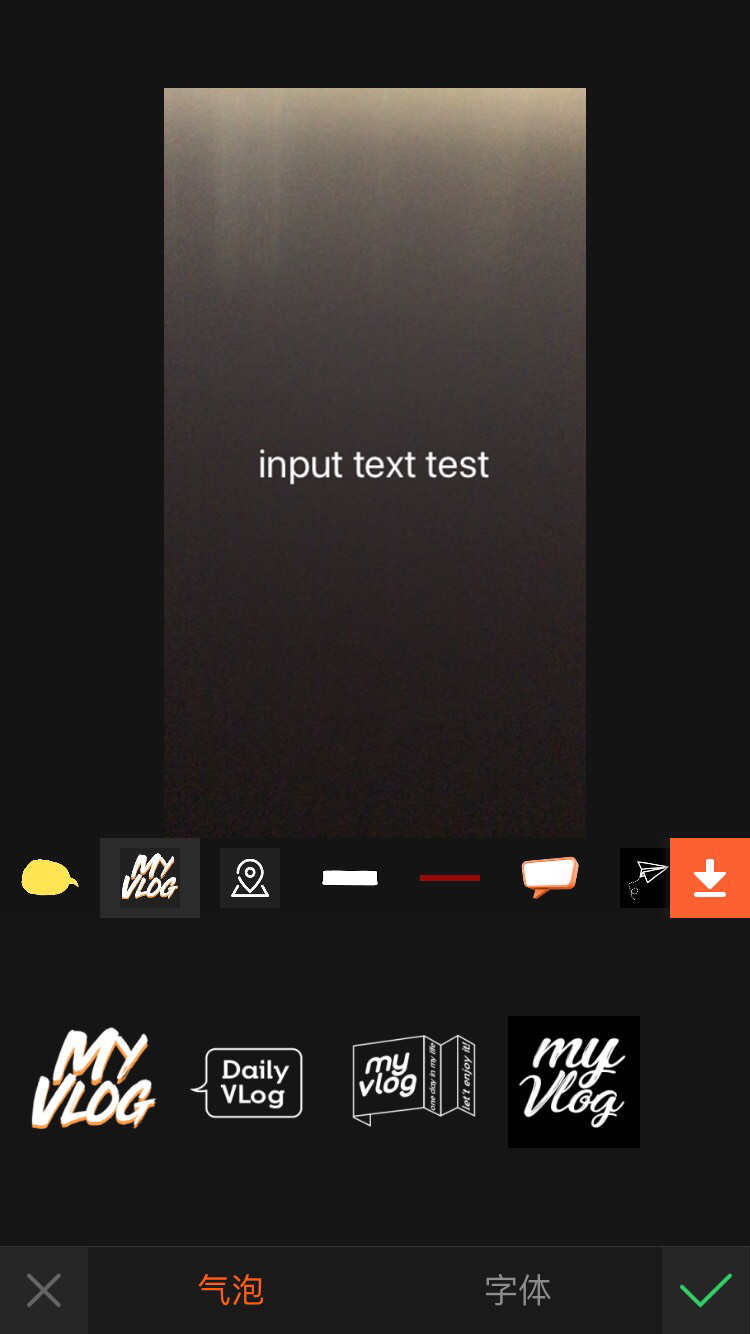 input text test
MY
VLOG
MY
VLOG
Daily
VLog
my
vlog
one day in my life
let't enjoy it!
my
Vlog
气泡
字体